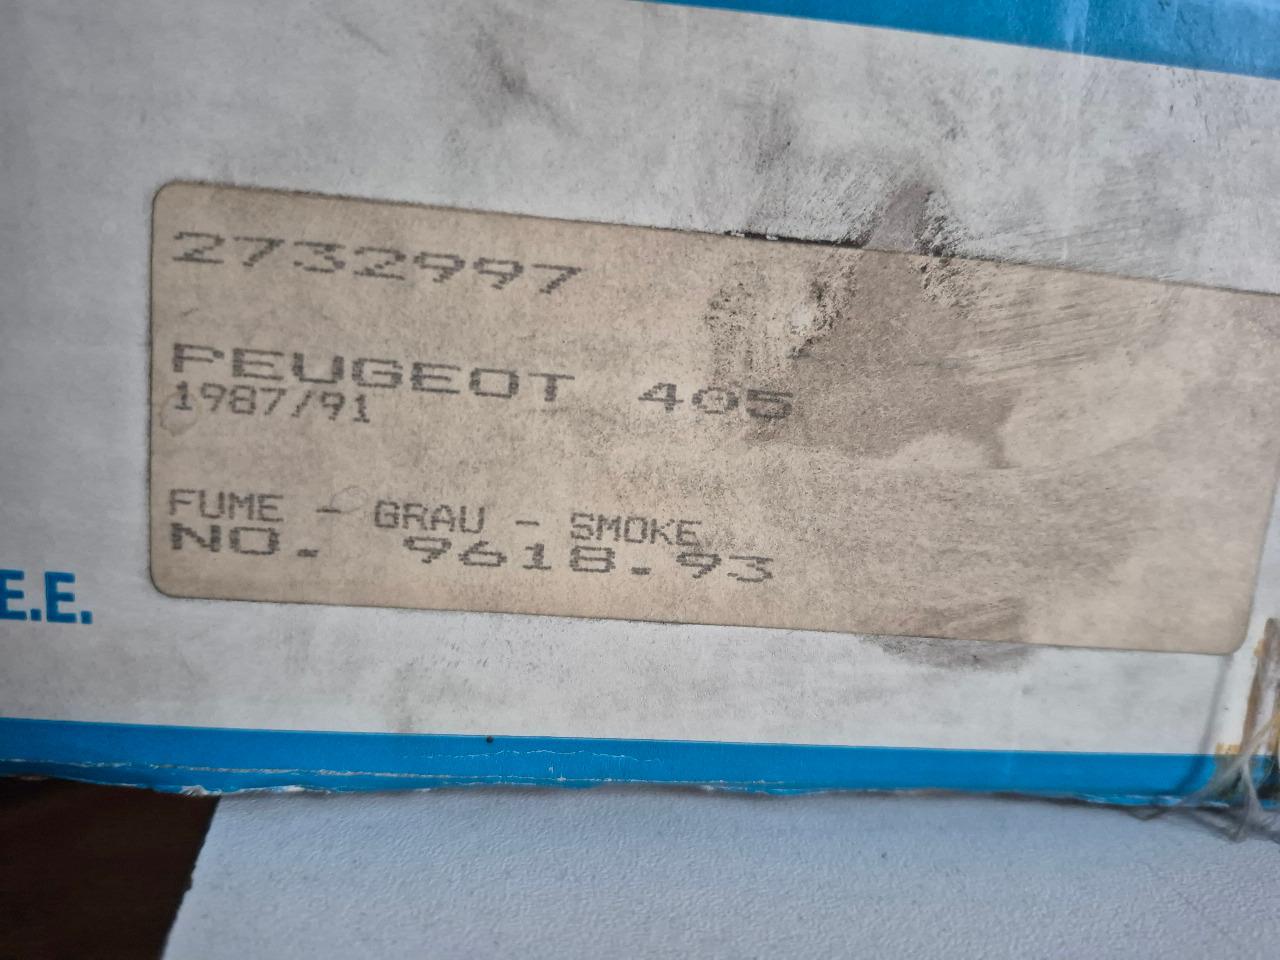 2732997
PEUGEOT 405
1987/91
FUME - GRAU - SMOKE
NO. 9618.93
E.E.